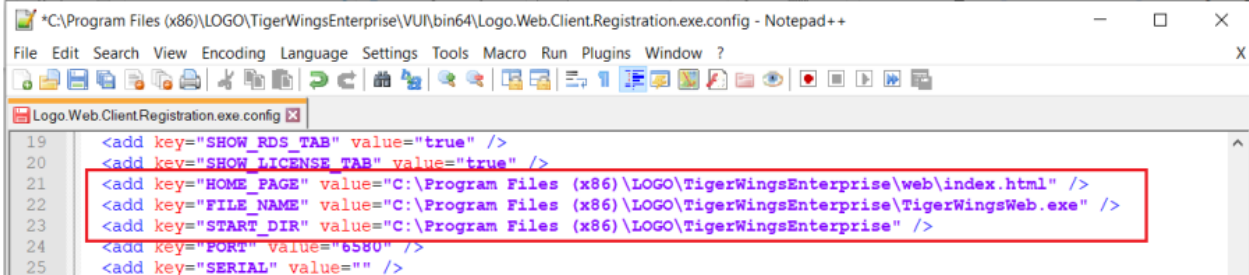 *C:\Program Files (x86)\LOGO\TigerWingsEnterprise\VUI\bin64\Logo.Web.Client.Registration.exe.config - Notepad++
File Edit Search View Encoding Language Settings Tools Macro Run Plugins Window ? X
Logo.Web.Client.Registration.exe.config
19 <add key="SHOW_RDS_TAB" value="true" />
20 <add key="SHOW_LICENSE_TAB" value="true" />
21 <add key="HOME_PAGE" value="C:\Program Files (x86)\LOGO\TigerWingsEnterprise\web\index.html" />
22 <add key="FILE_NAME" value="C:\Program Files (x86)\LOGO\TigerWingsEnterprise\TigerWingsWeb.exe" />
23 <add key="START_DIR" value="C:\Program Files (x86)\LOGO\TigerWingsEnterprise" />
24 <add key="PORT" value="6580" />
25 <add key="SERIAL" value="" />